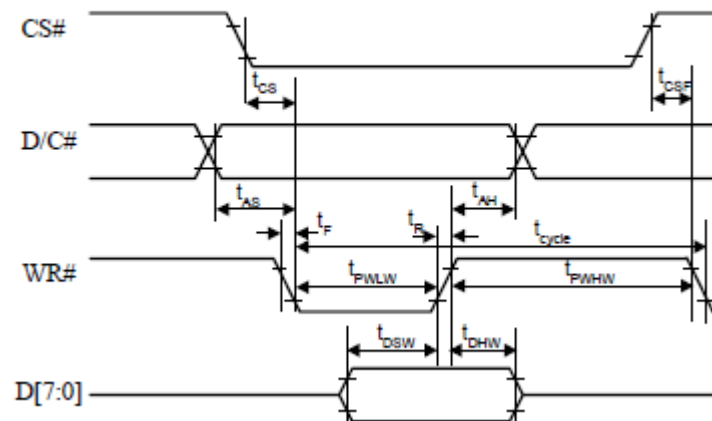 CS#
tCS
tCSF
D/C#
tAS
tF
tR
tAH
tcycle
WR#
tPWLW
tPWHW
tDSW
tDHW
D[7:0]